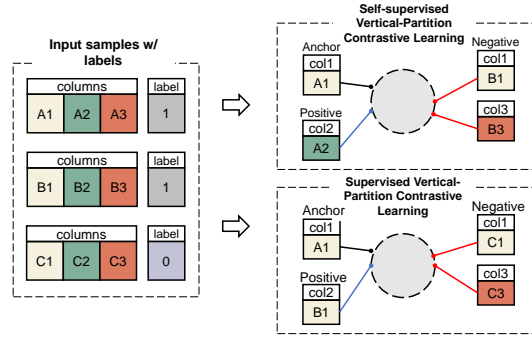 Input samples w/
labels
columns label
A1 A2 A3 1
columns label
B1 B2 B3 1
columns label
C1 C2 C3 0
Self-supervised
Vertical-Partition
Contrastive Learning
Anchor
col1
A1
Positive
col2
A2
Negative
col1
B1
col3
B3
Supervised Vertical-
Partition Contrastive
Learning
Anchor
col1
A1
Positive
col2
B1
Negative
col1
C1
col3
C3